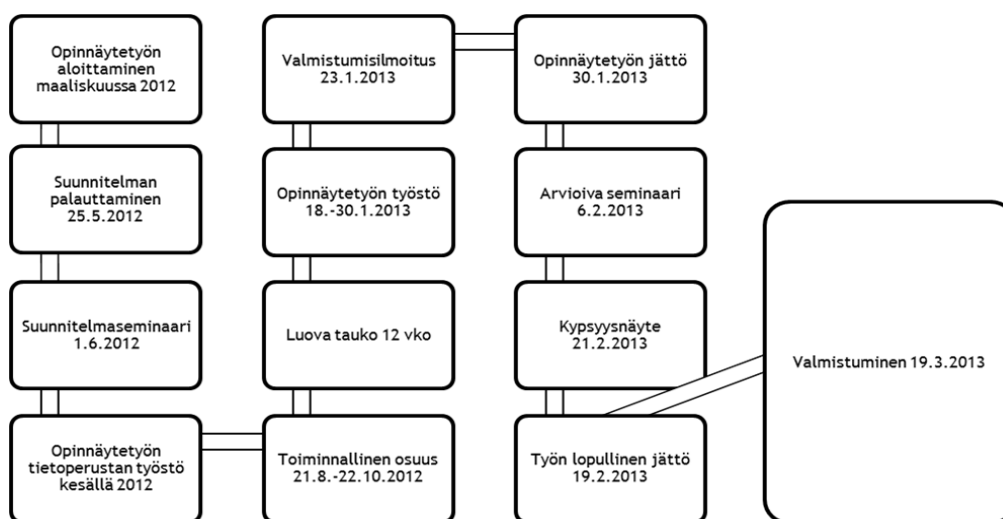 Opinnäytetyön
aloittaminen
maaliskuussa 2012
Suunnitelman
palauttaminen
25.5.2012
Suunnitelmaseminaari
1.6.2012
Opinnäytetyön
tietoperustan työstö
kesällä 2012
Toiminnallinen osuus
21.8.-22.10.2012
Luova tauko 12 vko
Opinnäytetyön työstö
18.-30.1.2013
Valmistumisilmoitus
23.1.2013
Opinnäytetyön jättö
30.1.2013
Arvioiva seminaari
6.2.2013
Kypsyysnäyte
21.2.2013
Työn lopullinen jättö
19.2.2013
Valmistuminen 19.3.2013